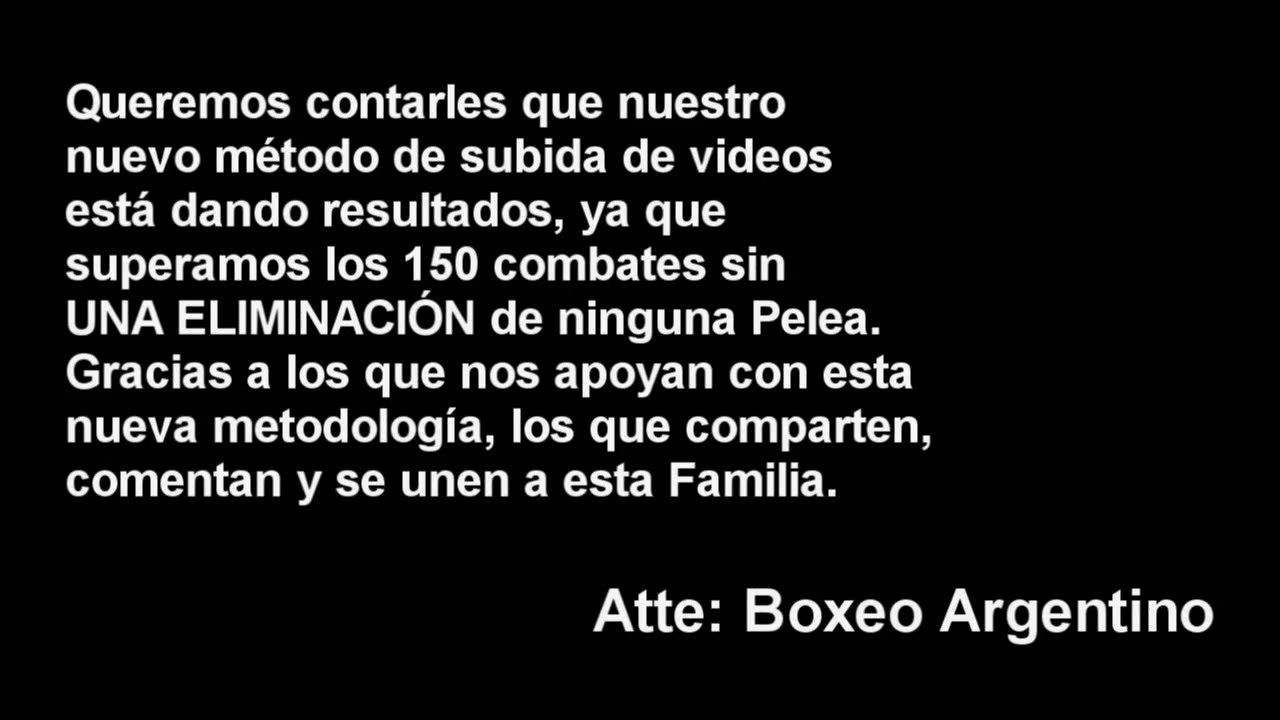 Queremos contarles que nuestro
nuevo método de subida de videos
está dando resultados, ya que
superamos los 150 combates sin
UNA ELIMINACIÓN de ninguna Pelea.
Gracias a los que nos apoyan con esta
nueva metodología, los que comparten,
comentan y se unen a esta Familia.
Atte: Boxeo Argentino